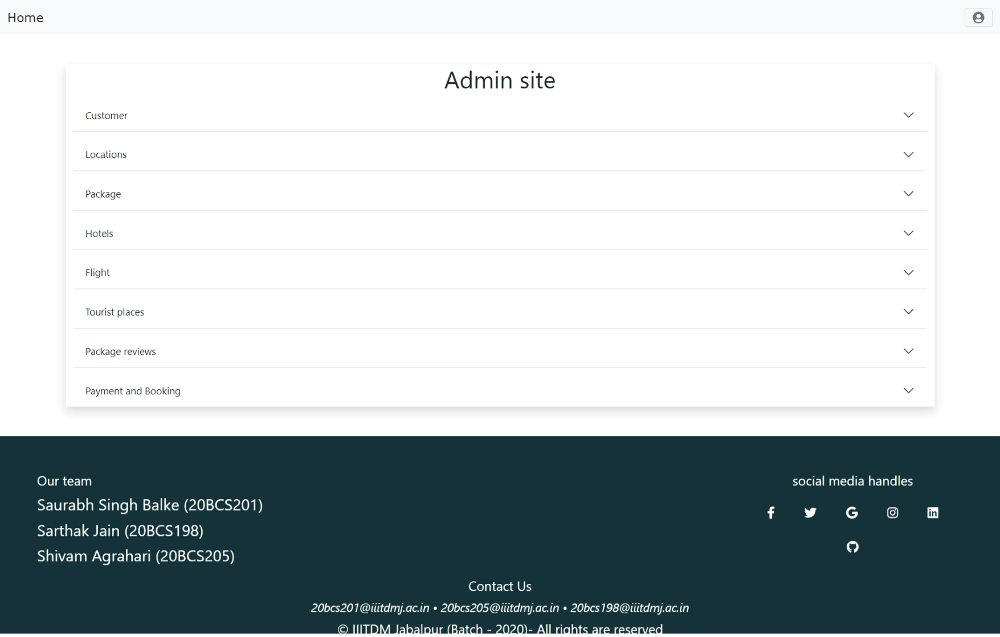 Home
Admin site
Customer
Locations
Package
Hotels
Flight
Tourist places
Package reviews
Payment and Booking
Our team
Saurabh Singh Balke (20BCS201)
Sarthak Jain (20BCS198)
Shivam Agrahari (20BCS205)
social media handles
Contact Us
20bcs201@iiitdmj.ac.in • 20bcs205@iiitdmj.ac.in • 20bcs198@iiitdmj.ac.in
© IIITDM Jabalpur (Batch - 2020)- All rights are reserved